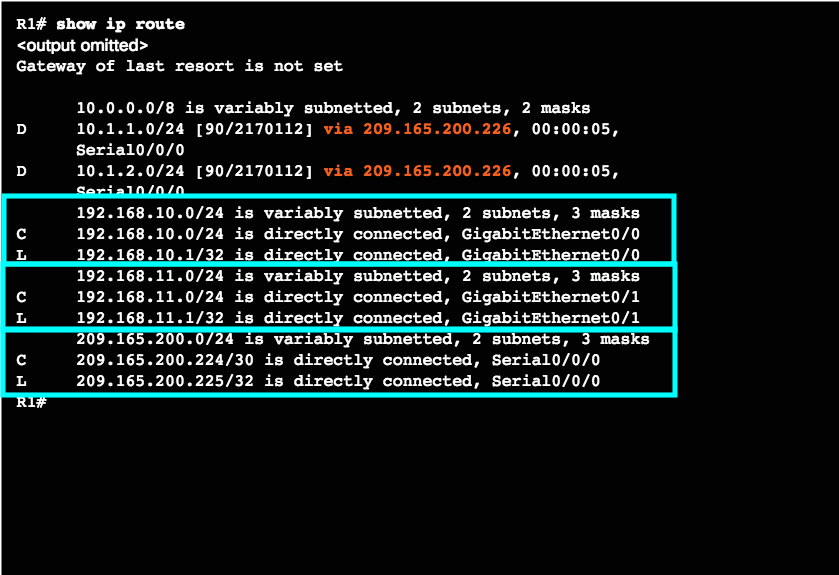 R1# show ip route
<output omitted>
Gateway of last resort is not set
10.0.0.0/8 is variably subnetted, 2 subnets, 2 masks
D 10.1.1.0/24 [90/2170112] via 209.165.200.226, 00:00:05,
Serial0/0/0
D 10.1.2.0/24 [90/2170112] via 209.165.200.226, 00:00:05,
Serial0/0/0
192.168.10.0/24 is variably subnetted, 2 subnets, 3 masks
C 192.168.10.0/24 is directly connected, GigabitEthernet0/0
L 192.168.10.1/32 is directly connected, GigabitEthernet0/0
192.168.11.0/24 is variably subnetted, 2 subnets, 3 masks
C 192.168.11.0/24 is directly connected, GigabitEthernet0/1
L 192.168.11.1/32 is directly connected, GigabitEthernet0/1
209.165.200.0/24 is variably subnetted, 2 subnets, 3 masks
C 209.165.200.224/30 is directly connected, Serial0/0/0
L 209.165.200.225/32 is directly connected, Serial0/0/0
R1#